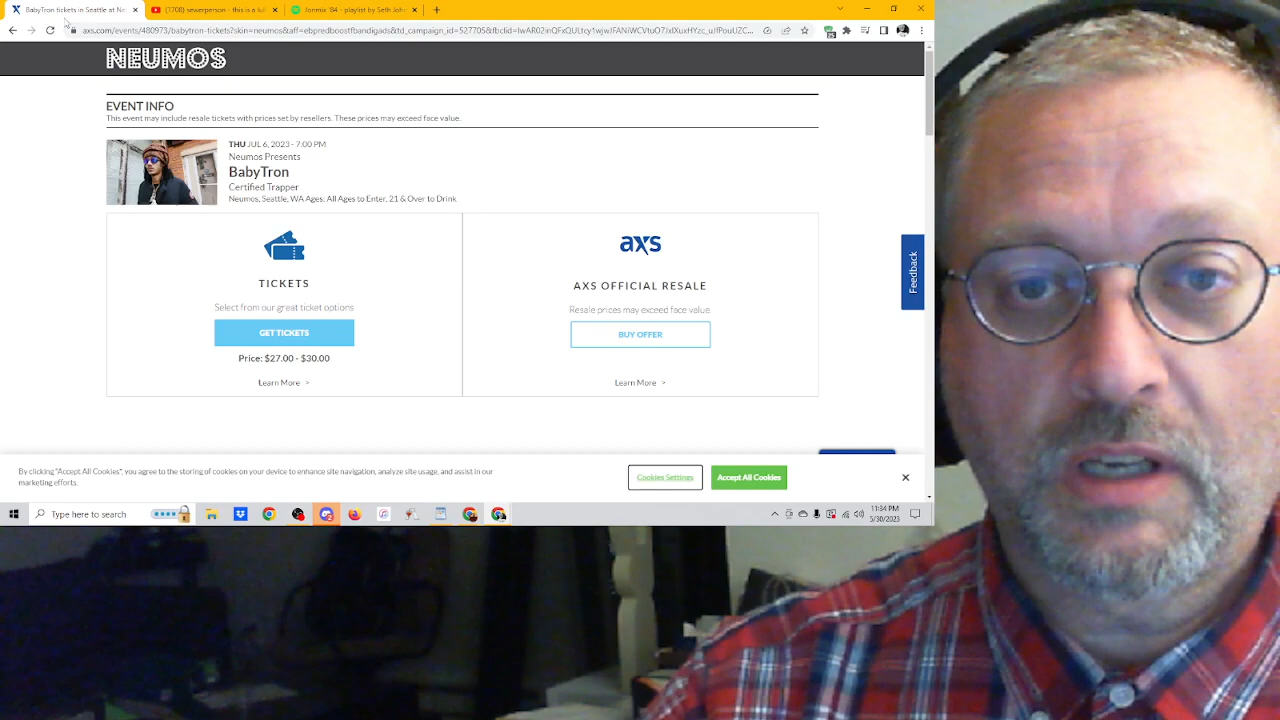 BabyTron tickets in Seattle at Ne
(1708) sewerperson - this is a lull
Jonmix '84 - playlist by Seth John
NEUMOS
EVENT INFO
This event may include resale tickets with prices set by resellers. These prices may exceed face value.
THU JUL 6, 2023 - 7:00 PM
Neumos Presents
BabyTron
Certified Trapper
Neumos, Seattle, WA Ages: All Ages to Enter, 21 & Over to Drink
TICKETS
Select from our great ticket options
GET TICKETS
Price: $27.00 - $30.00
Learn More >
axs
AXS OFFICIAL RESALE
Resale prices may exceed face value
BUY OFFER
Learn More >
Feedback
By clicking "Accept All Cookies", you agree to the storing of cookies on your device to enhance site navigation, analyze site usage, and assist in our
marketing efforts.
Cookies Settings
Accept All Cookies
Type here to search
11:34 PM
5/30/2023